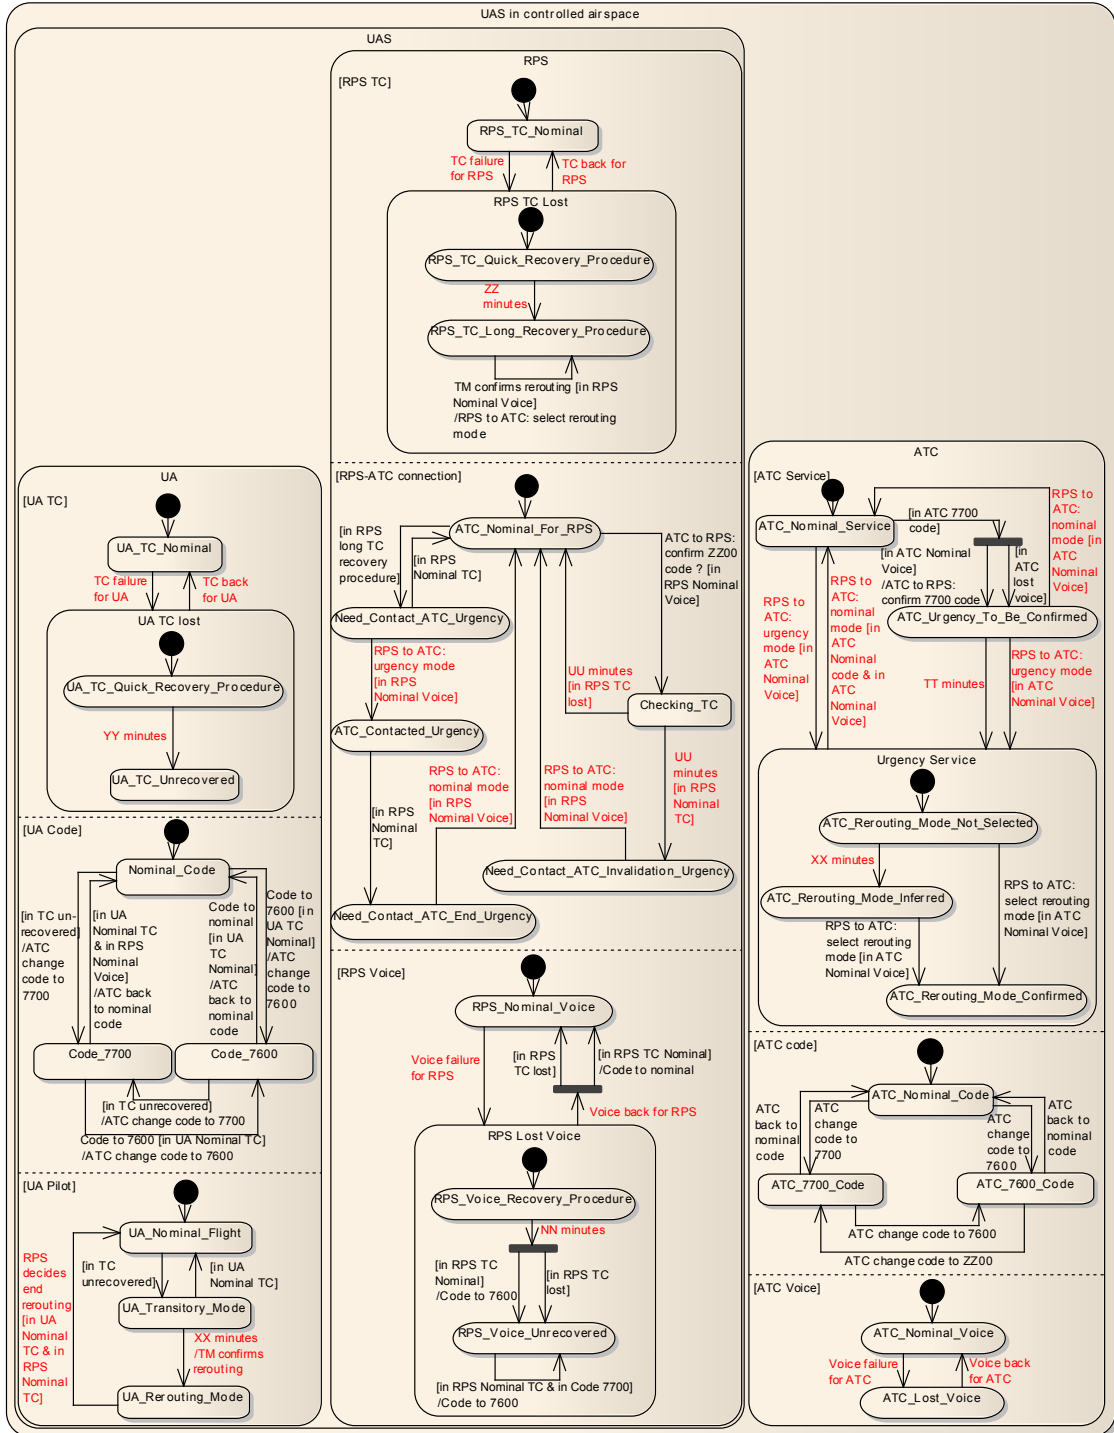 UAS in controlled airspace
UAS
RPS
[RPS TC]
RPS_TC_Nominal
TC failure
for RPS
TC back for
RPS
RPS TC Lost
RPS_TC_Quick_Recovery_Procedure
ZZ
minutes
RPS_TC_Long_Recovery_Procedure
TM confirms rerouting [in RPS
Nominal Voice]
/RPS to ATC: select rerouting
mode
[RPS-ATC connection]
ATC_Nominal_For_RPS
[in RPS
long TC
recovery
procedure]
[in RPS
Nominal TC]
ATC to RPS:
confirm ZZ00
code ? [in
RPS Nominal
Voice]
Need_Contact_ATC_Urgency
RPS to ATC:
urgency mode
[in RPS
Nominal Voice]
UU minutes
[in RPS TC
lost]
Checking_TC
ATC_Contacted_Urgency
[in RPS
Nominal
TC]
RPS to ATC:
nominal mode
[in RPS
Nominal Voice]
RPS to ATC:
nominal mode
[in RPS
Nominal Voice]
UU
minutes
[in RPS
Nominal
TC]
Need_Contact_ATC_Invalidation_Urgency
Need_Contact_ATC_End_Urgency
[RPS Voice]
RPS_Nominal_Voice
Voice failure
for RPS
[in RPS
TC lost]
[in RPS TC Nominal]
/Code to nominal
Voice back for RPS
RPS Lost Voice
RPS_Voice_Recovery_Procedure
NN minutes
[in RPS TC
Nominal]
/Code to 7600
[in RPS TC
lost]
RPS_Voice_Unrecovered
[in RPS Nominal TC & in Code 7700]
/Code to 7600
UA
[UA TC]
UA_TC_Nominal
TC failure
for UA
TC back
for UA
UA TC lost
UA_TC_Quick_Recovery_Procedure
YY minutes
UA_TC_Unrecovered
[UA Code]
Nominal_Code
[in TC un-
recovered]
/ATC
change
code to
7700
[in UA
Nominal TC
& in RPS
Nominal
Voice]
/ATC back
to nominal
code
Code to
nominal
[in UA
TC
Nominal]
/ATC
back to
nominal
code
Code to
7600 [in
UA TC
Nominal]
/ATC
change
code to
7600
Code_7700
Code_7600
[in TC unrecovered]
/ATC change code to 7700
Code to 7600 [in UA Nominal TC]
/ATC change code to 7600
[UA Pilot]
UA_Nominal_Flight
RPS
decides
end
rerouting
[in UA
Nominal
TC & in
RPS
Nominal
TC]
[in TC
unrecovered]
[in UA
Nominal TC]
UA_Transitory_Mode
XX minutes
/TM confirms
rerouting
UA_Rerouting_Mode
ATC
[ATC Service]
ATC_Nominal_Service
[in ATC 7700
code]
RPS to
ATC:
nominal
mode [in
ATC
Nominal Voice]
[in ATC Nominal
Voice]
/ATC to RPS:
confirm 7700 code
[in
ATC
lost
voice]
ATC_Urgency_To_Be_Confirmed
RPS to
ATC:
urgency
mode [in
ATC
Nominal
Voice]
RPS to
ATC:
nominal
mode [in
ATC
Nominal
code & in
ATC
Nominal Voice]
TT minutes
RPS to ATC:
urgency mode
[in ATC
Nominal Voice]
Urgency Service
ATC_Rerouting_Mode_Not_Selected
XX minutes
ATC_Rerouting_Mode_Inferred
RPS to ATC:
select rerouting
mode [in ATC
Nominal Voice]
RPS to ATC:
select rerouting
mode [in ATC
Nominal Voice]
ATC_Rerouting_Mode_Confirmed
[ATC code]
ATC_Nominal_Code
ATC
back to
nominal
code
ATC
change
code to
7700
ATC
change
code to
7600
ATC
back to
nominal
code
ATC_7700_Code
ATC_7600_Code
ATC change code to 7600
ATC change code to ZZ00
[ATC Voice]
ATC_Nominal_Voice
Voice failure
for ATC
Voice back
for ATC
ATC_Lost_Voice